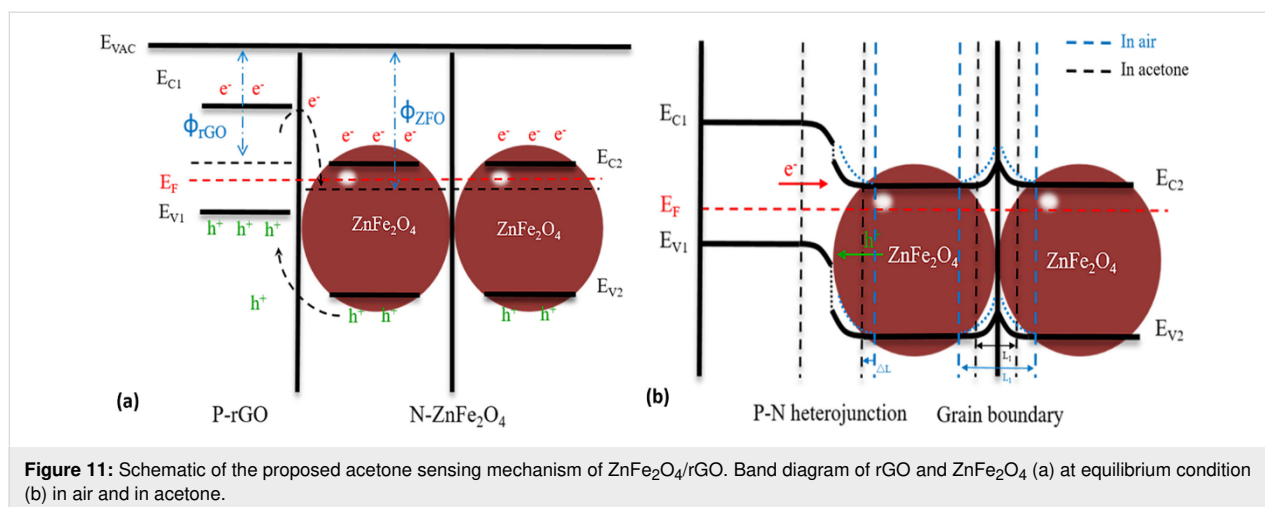 E_VAC
E_C1
e⁻ e⁻ e⁻
ϕ_rGO
ϕ_ZFO
e⁻ e⁻ e⁻
e⁻ e⁻ e⁻
E_C2
E_F
E_V1
h⁺ h⁺ h⁺
ZnFe₂O₄
ZnFe₂O₄
E_V2
h⁺
h⁺ h⁺
h⁺ h⁺
(a)
P-rGO
N-ZnFe₂O₄
In air
In acetone
E_C1
e⁻
E_C2
E_F
E_V1
h⁺
ZnFe₂O₄
ZnFe₂O₄
E_V2
L₁
△L
L₁
(b)
P-N heterojunction
Grain boundary
Figure 11: Schematic of the proposed acetone sensing mechanism of ZnFe₂O₄/rGO. Band diagram of rGO and ZnFe₂O₄ (a) at equilibrium condition
(b) in air and in acetone.